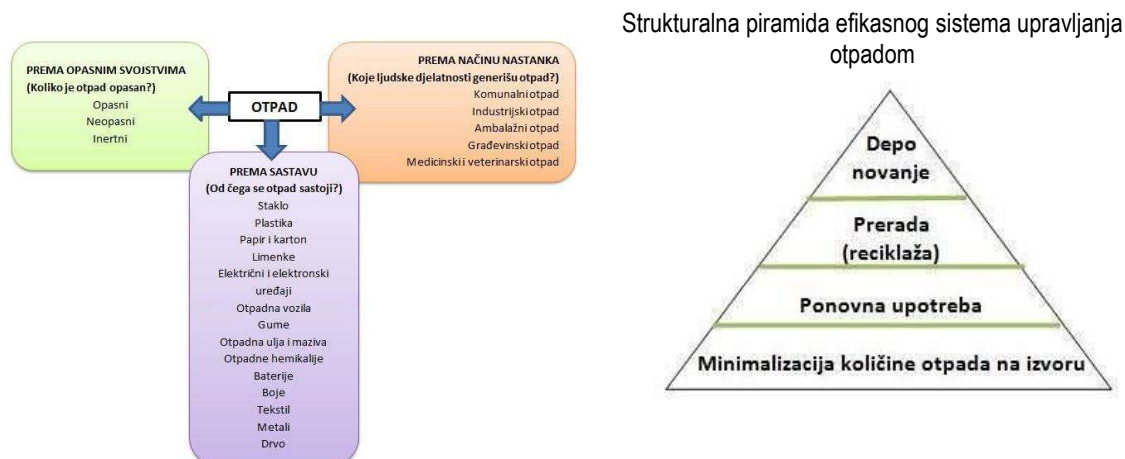 PREMA OPASNIM SVOJSTVIMA
(Koliko je otpad opasan?)
Opasni
Neopasni
Inertni
OTPAD
PREMA NAČINU NASTANKA
(Koje ljudske djelatnosti generišu otpad?)
Komunalni otpad
Industrijski otpad
Ambalažni otpad
Građevinski otpad
Medicinski i veterinarski otpad
PREMA SASTAVU
(Od čega se otpad sastoji?)
Staklo
Plastika
Papir i karton
Limenke
Električni i elektronski
uređaji
Otpadna vozila
Gume
Otpadna ulja i maziva
Otpadne hemikalije
Baterije
Boje
Tekstil
Metali
Drvo
Strukturalna piramida efikasnog sistema upravljanja
otpadom
Depo
novanje
Prerada
(reciklaža)
Ponovna upotreba
Minimalizacija količine otpada na izvoru